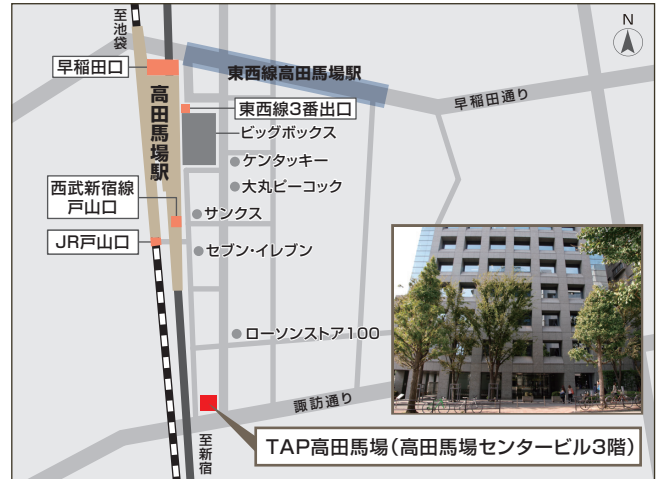 至池袋
N
早稲田口
東西線高田馬場駅
早稲田通り
高田馬場駅
東西線3番出口
ビッグボックス
ケンタッキー
大丸ピーコック
西武新宿線
戸山口
サンクス
JR戸山口
セブン・イレブン
ローソンストア100
諏訪通り
至新宿
TAP高田馬場(高田馬場センタービル3階)